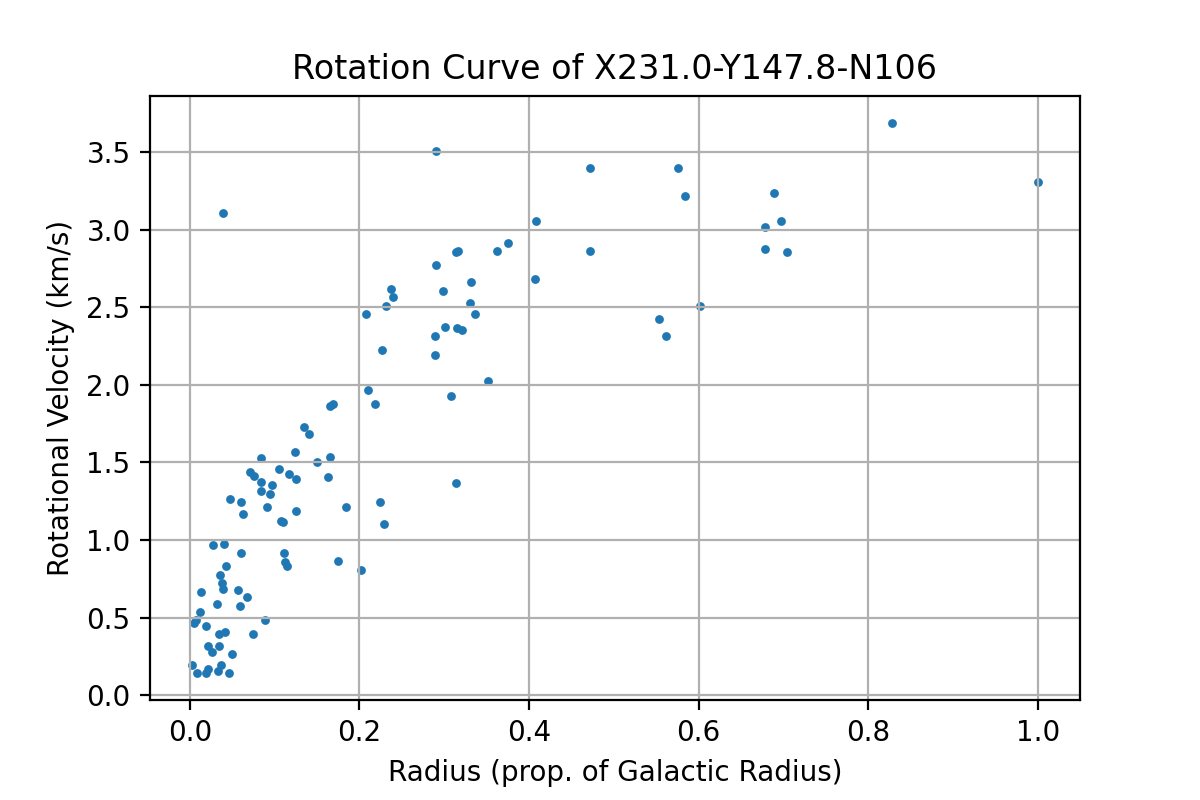 Rotation Curve of X231.0-Y147.8-N106
3.5
3.0
2.5
2.0
1.5
1.0
0.5
0.0
Rotational Velocity (km/s)
0.0 0.2 0.4 0.6 0.8 1.0
Radius (prop. of Galactic Radius)